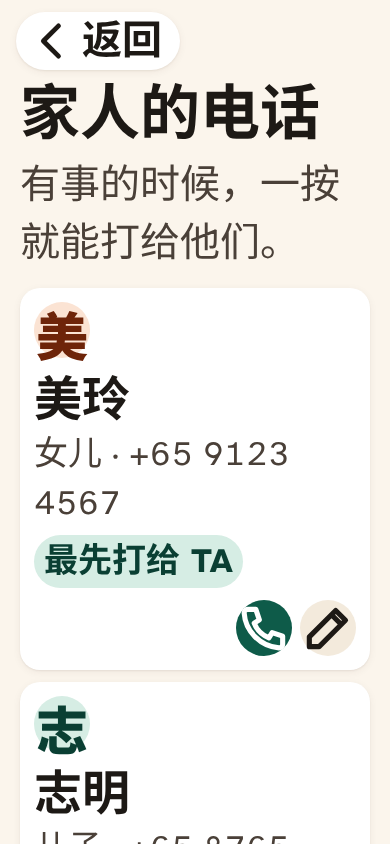 返回
家人的电话
有事的时候，一按
就能打给他们。
美
美玲
女儿 · +65 9123
4567
最先打给 TA
志
志明